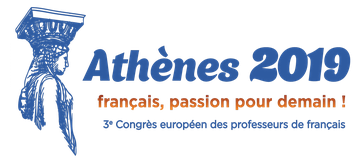 Athènes 2019
français, passion pour demain !
3e Congrès européen des professeurs de français